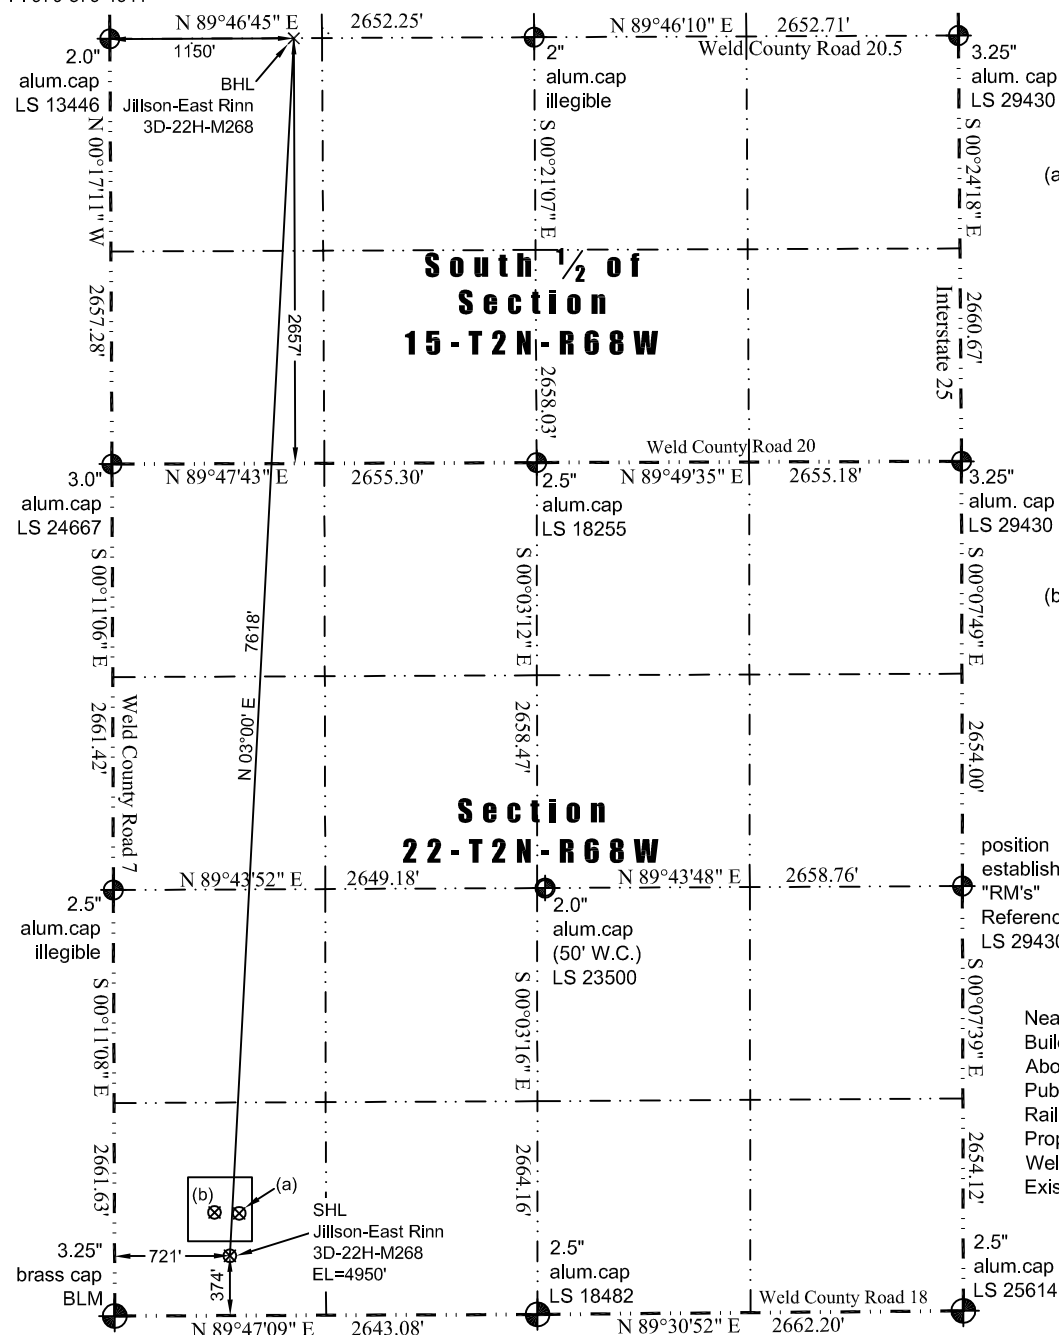 N 89°46'45" E
2652.25'
N 89°46'10" E
2652.71'
Weld County Road 20.5
1150'
2.0"
alum.cap
LS 13446
BHL
Jillson-East Rinn
3D-22H-M268
2"
alum.cap
illegible
3.25"
alum. cap
LS 29430
N 00°17'11" W
2657.28'
S 00°21'07" E
2658.03'
S 00°24'18" E
2660.67'
Interstate 25
(a
South ½ of
Section
15-T2N-R68W
2657'
Weld County Road 20
N 89°47'43" E
2655.30'
N 89°49'35" E
2655.18'
3.0"
alum.cap
LS 24667
2.5"
alum.cap
LS 18255
3.25"
alum. cap
LS 29430
S 00°11'06" E
2661.42'
Weld County Road 7
7618'
N 03°00' E
S 00°03'12" E
2658.47'
S 00°07'49" E
2654.00'
(b
Section
22-T2N-R68W
N 89°43'52" E
2649.18'
N 89°43'48" E
2658.76'
2.5"
alum.cap
illegible
2.0"
alum.cap
(50' W.C.)
LS 23500
position
establish
"RM's"
Referenc
LS 29430
S 00°11'08" E
2661.63'
S 00°03'16" E
2664.16'
S 00°07'39" E
2654.12'
Nea
Build
Abo
Pub
Rail
Prop
Wel
Exis
(b)
(a)
SHL
Jillson-East Rinn
3D-22H-M268
EL=4950'
721'
374'
3.25"
brass cap
BLM
2.5"
alum.cap
LS 18482
2.5"
alum.cap
LS 25614
Weld County Road 18
N 89°47'09" E
2643.08'
N 89°30'52" E
2662.20'